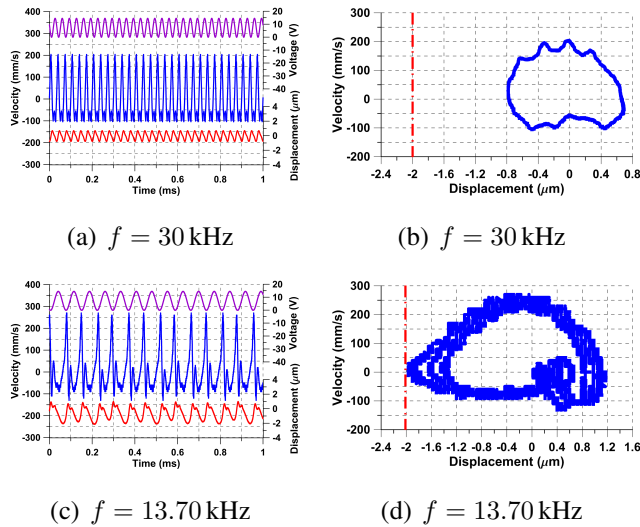 400
300
200
100
0
-100
-200
-300
Velocity (mm/s)
20
10
0
-10
-20
-40
Voltage (V)
4
2
0
-2
-4
Displacement (μm)
0 0.2 0.4 0.6 0.8 1
Time (ms)
300
200
100
0
-100
-200
Velocity (mm/s)
-2.4 -2 -1.6 -1.2 -0.8 -0.4 0 0.4 0.8
Displacement (μm)
(a) f = 30 kHz
(b) f = 30 kHz
400
300
200
100
0
-100
-200
-300
Velocity (mm/s)
20
15
10
0
-10
-20
-40
Voltage (V)
4
2
0
-2
-4
Displacement (μm)
0 0.2 0.4 0.6 0.8 1
Time (ms)
300
200
100
0
-100
-200
Velocity (mm/s)
-2.4 -2 -1.6 -1.2 -0.8 -0.4 0 0.4 0.8 1.2 1.6
Displacement (μm)
(c) f = 13.70 kHz
(d) f = 13.70 kHz